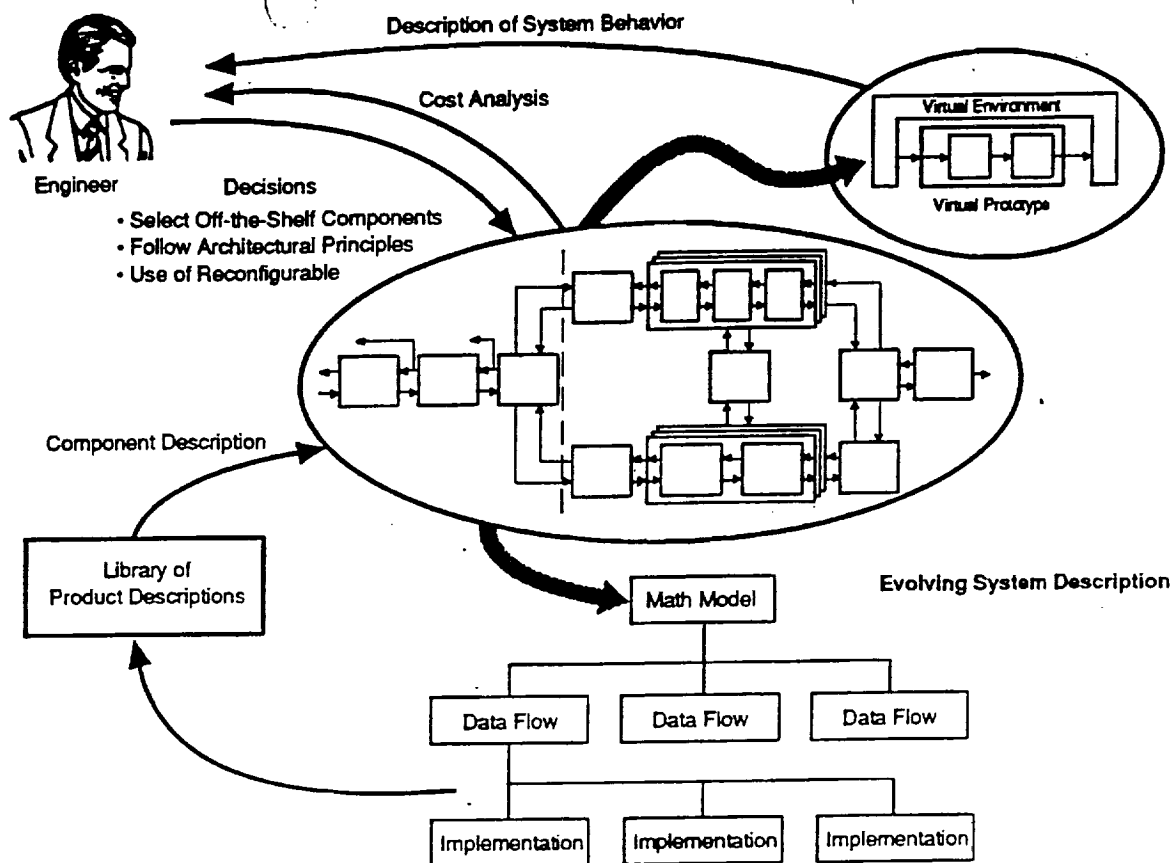 Description of System Behavior
Cost Analysis
Engineer
Decisions
• Select Off-the-Shelf Components
• Follow Architectural Principles
• Use of Reconfigurable
Virtual Environment
Virtual Prototype
Component Description
Library of
Product Descriptions
Math Model
Evolving System Description
Data Flow
Data Flow
Data Flow
Implementation
Implementation
Implementation